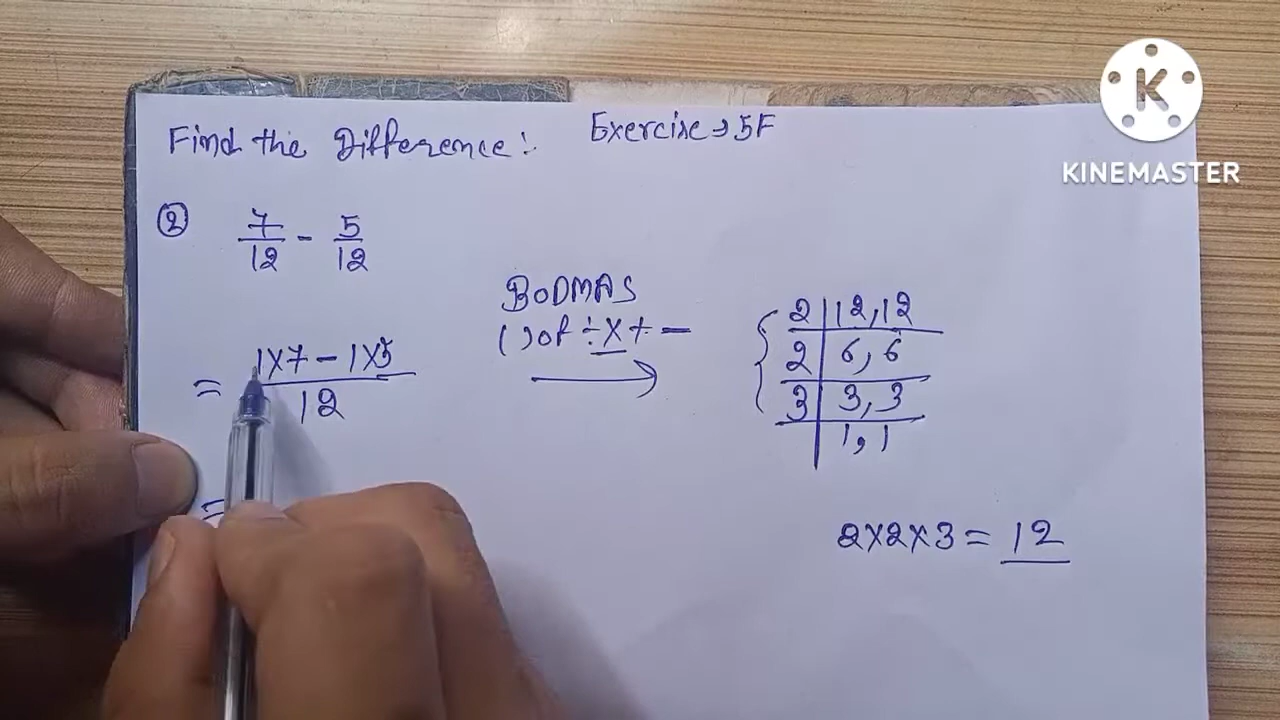 Find the Difference:
Exercise → 5F
② 7/12 - 5/12
= 1×7 - 1×5 / 12
=
BODMAS
( ) of ÷ × + -
2 | 12, 12
2 | 6, 6
3 | 3, 3
1, 1
2×2×3 = 12
K
KINEMASTER